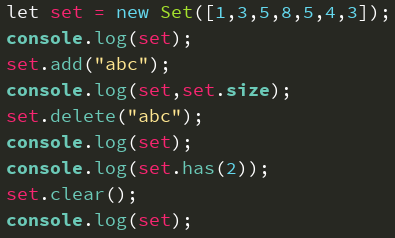 let set = new Set([1,3,5,8,5,4,3]);
console.log(set);
set.add("abc");
console.log(set,set.size);
set.delete("abc");
console.log(set);
console.log(set.has(2));
set.clear();
console.log(set);